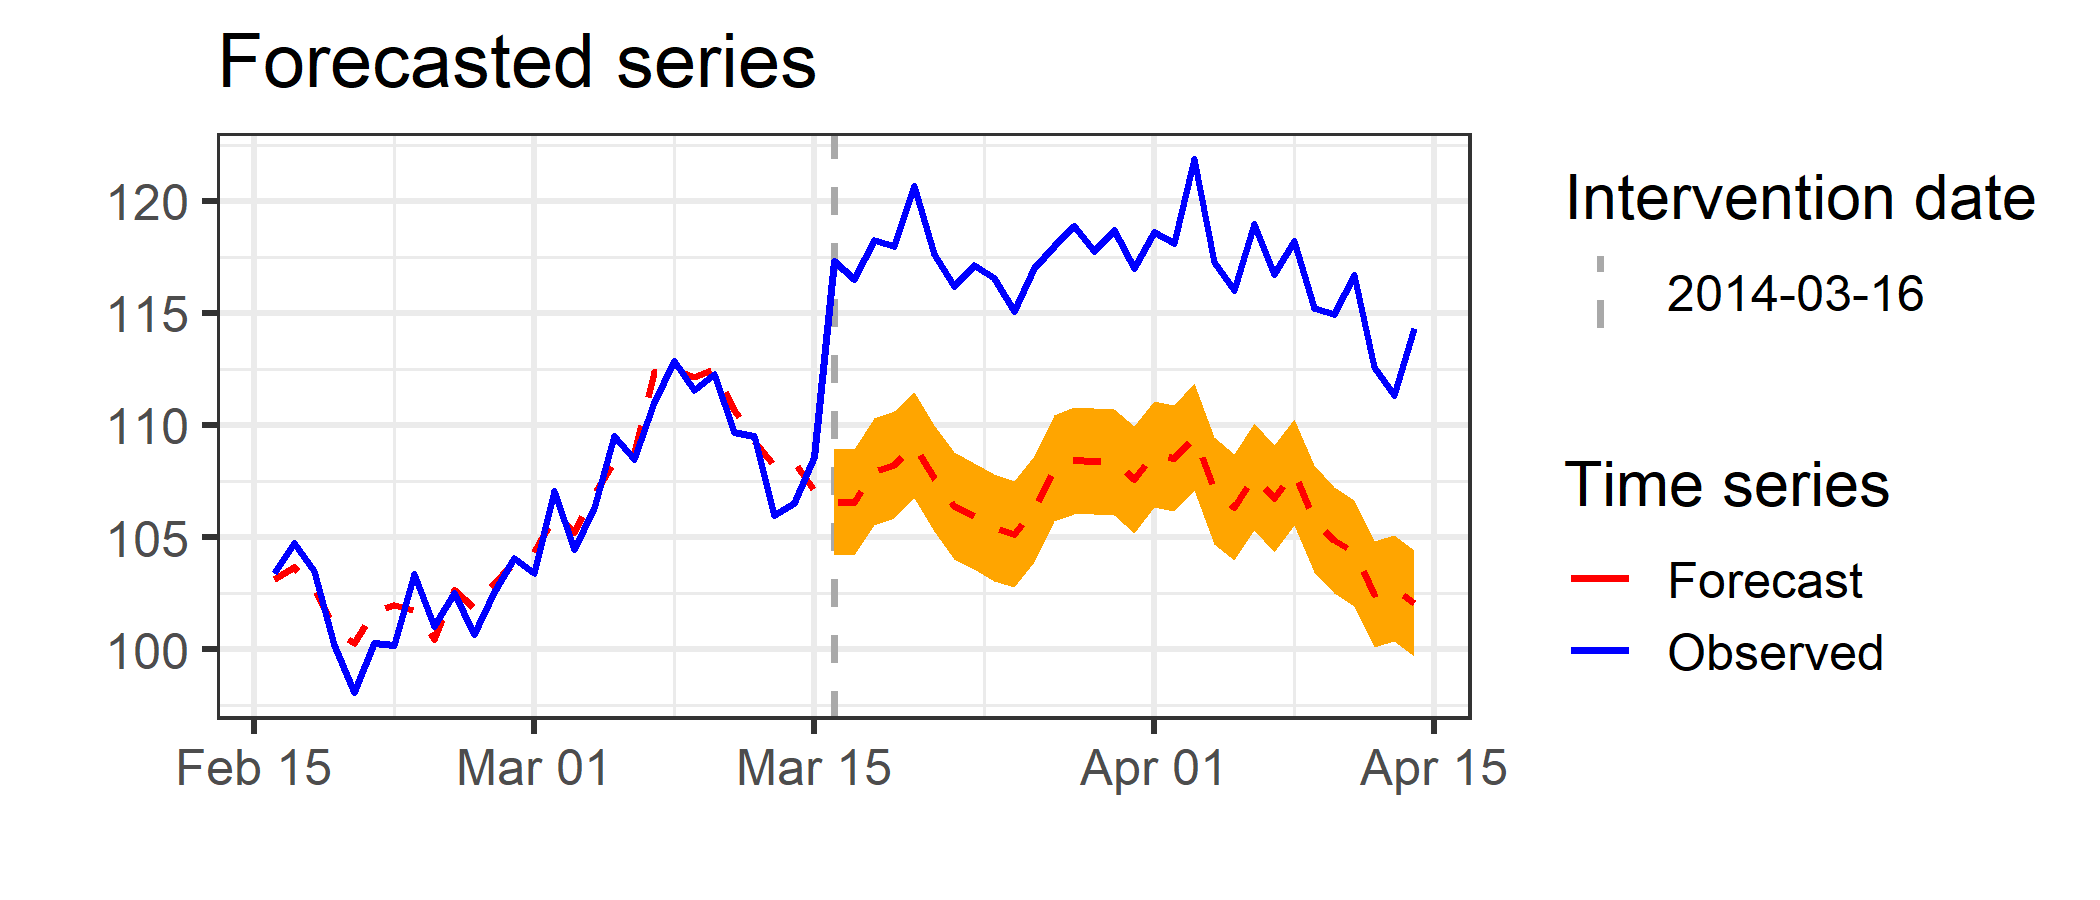 Forecasted series
120
115
110
105
100
Feb 15
Mar 01
Mar 15
Apr 01
Apr 15
Intervention date
2014-03-16
Time series
Forecast
Observed